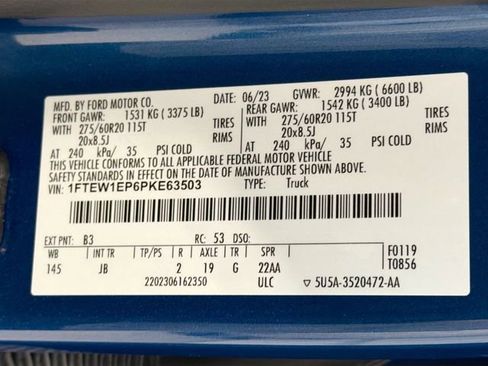 MFD. BY FORD MOTOR CO. DATE: 06/23 GVWR: 2994 KG ( 6600 LB)
FRONT GAWR: 1531 KG ( 3375 LB) REAR GAWR: 1542 KG ( 3400 LB)
WITH 275/60R20 115T TIRES WITH 275/60R20 115T TIRES
20x8.5J RIMS 20x8.5J RIMS
AT 240 kPa/ 35 PSI COLD AT 240 kPa/ 35 PSI COLD
THIS VEHICLE CONFORMS TO ALL APPLICABLE FEDERAL MOTOR VEHICLE
SAFETY STANDARDS IN EFFECT ON THE DATE OF MANUFACTURE SHOWN ABOVE.
VIN: 1FTEW1EP6PKE63503 TYPE: Truck
EXT PNT: B3 RC: 53 DSO: F0119
WB INT TR TP/PS R AXLE TR SPR T0856
145 JB 2 19 G 22AA
2202306162350 ULC 5U5A-3520472-AA